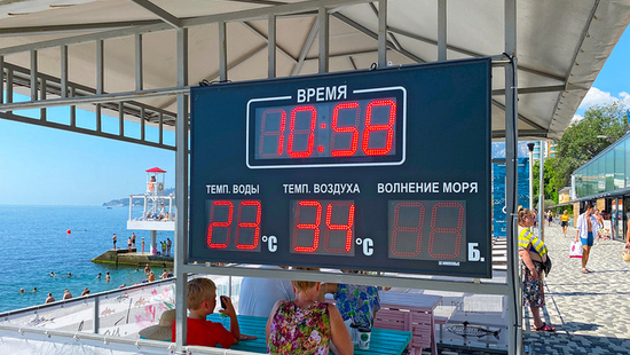 ВРЕМЯ
10:58
ТЕМП. ВОДЫ ТЕМП. ВОЗДУХА ВОЛНЕНИЕ МОРЯ
23 °C 34 °C Б.